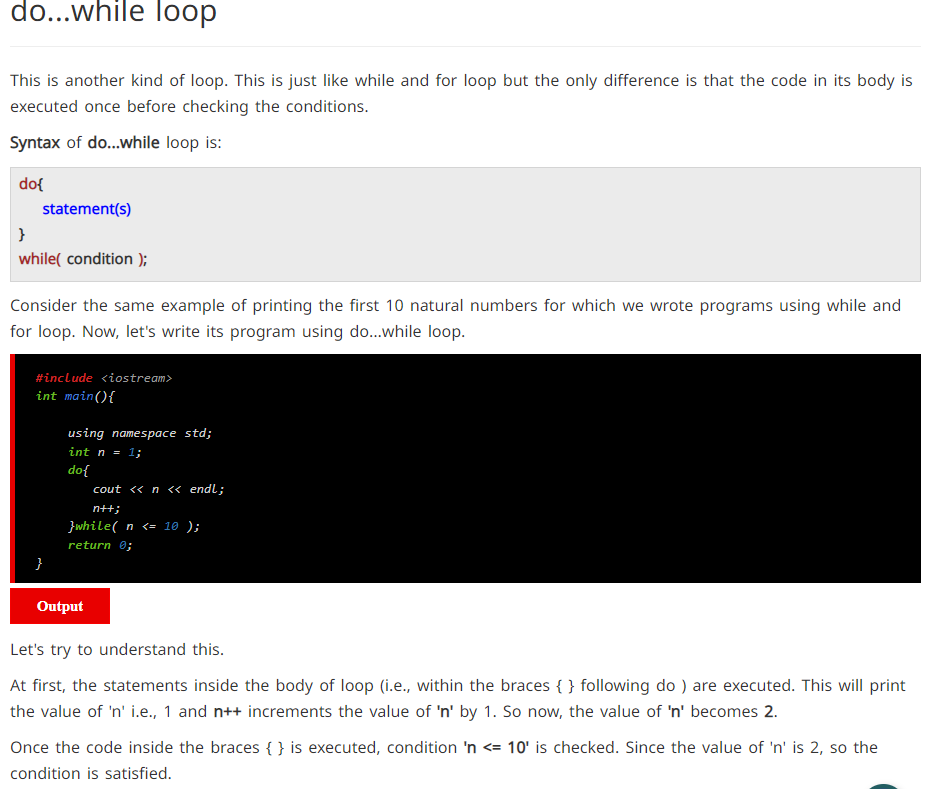 do...while loop
This is another kind of loop. This is just like while and for loop but the only difference is that the code in its body is
executed once before checking the conditions.
Syntax of do...while loop is:
do{
statement(s)
}
while( condition );
Consider the same example of printing the first 10 natural numbers for which we wrote programs using while and
for loop. Now, let's write its program using do...while loop.
#include <iostream>
int main(){
using namespace std;
int n = 1;
do{
cout << n << endl;
n++;
}while( n <= 10 );
return 0;
}
Output
Let's try to understand this.
At first, the statements inside the body of loop (i.e., within the braces { } following do ) are executed. This will print
the value of 'n' i.e., 1 and n++ increments the value of 'n' by 1. So now, the value of 'n' becomes 2.
Once the code inside the braces { } is executed, condition 'n <= 10' is checked. Since the value of 'n' is 2, so the
condition is satisfied.